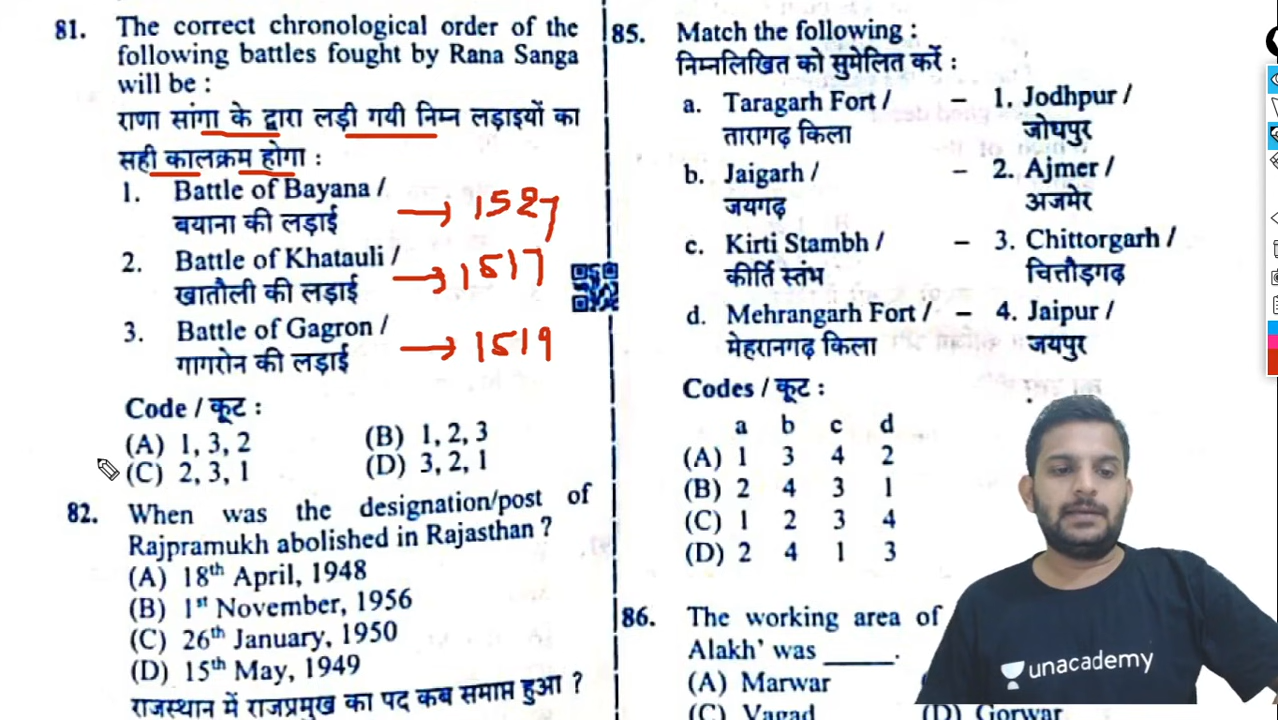 81. The correct chronological order of the
following battles fought by Rana Sanga
will be :
राणा सांगा के द्वारा लड़ी गयी निम्न लड़ाइयों का
सही कालक्रम होगा :
1. Battle of Bayana /
बयाना की लड़ाई → 1527
2. Battle of Khatauli /
खातौली की लड़ाई → 1517
3. Battle of Gagron /
गागरोन की लड़ाई → 1519
Code / कूट :
(A) 1, 3, 2 (B) 1, 2, 3
(C) 2, 3, 1 (D) 3, 2, 1
82. When was the designation/post of
Rajpramukh abolished in Rajasthan ?
(A) 18th April, 1948
(B) 1st November, 1956
(C) 26th January, 1950
(D) 15th May, 1949
राजस्थान में राजप्रमुख का पद कब समाप्त हुआ ?
85. Match the following :
निम्नलिखित को सुमेलित करें :
a. Taragarh Fort / – 1. Jodhpur /
तारागढ़ किला जोधपुर
b. Jaigarh / – 2. Ajmer /
जयगढ़ अजमेर
c. Kirti Stambh / – 3. Chittorgarh /
कीर्ति स्तंभ चित्तौड़गढ़
d. Mehrangarh Fort / – 4. Jaipur /
मेहरानगढ़ किला जयपुर
Codes / कूट :
a b c d
(A) 1 3 4 2
(B) 2 4 3 1
(C) 1 2 3 4
(D) 2 4 1 3
86. The working area of
Alakh’ was _____.
(A) Marwar
(C) Vagad (D) Gorwar
unacademy